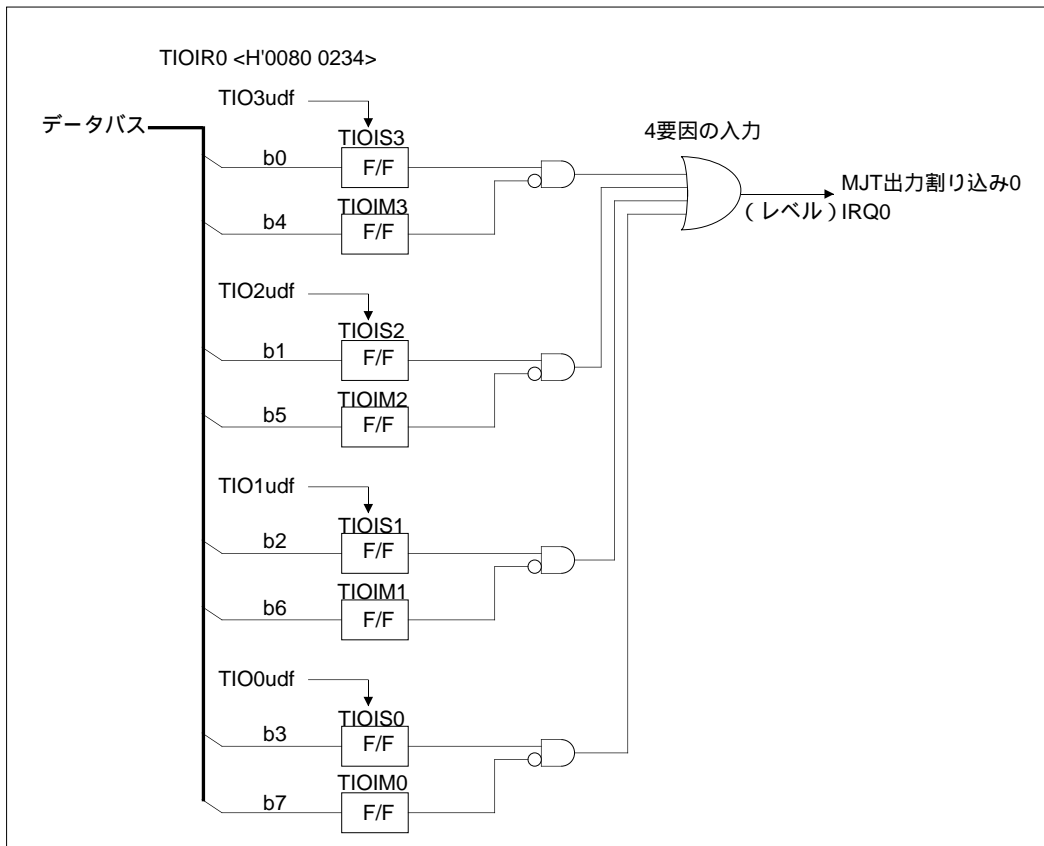 TIOIR0 <H'0080 0234>
データバス
4要因の入力
MJT出力割り込み0
(レベル) IRQ0
TIO3udf
TIOIS3
b0
F/F
TIOIM3
b4
F/F
TIO2udf
TIOIS2
b1
F/F
TIOIM2
b5
F/F
TIO1udf
TIOIS1
b2
F/F
TIOIM1
b6
F/F
TIO0udf
TIOIS0
b3
F/F
TIOIM0
b7
F/F